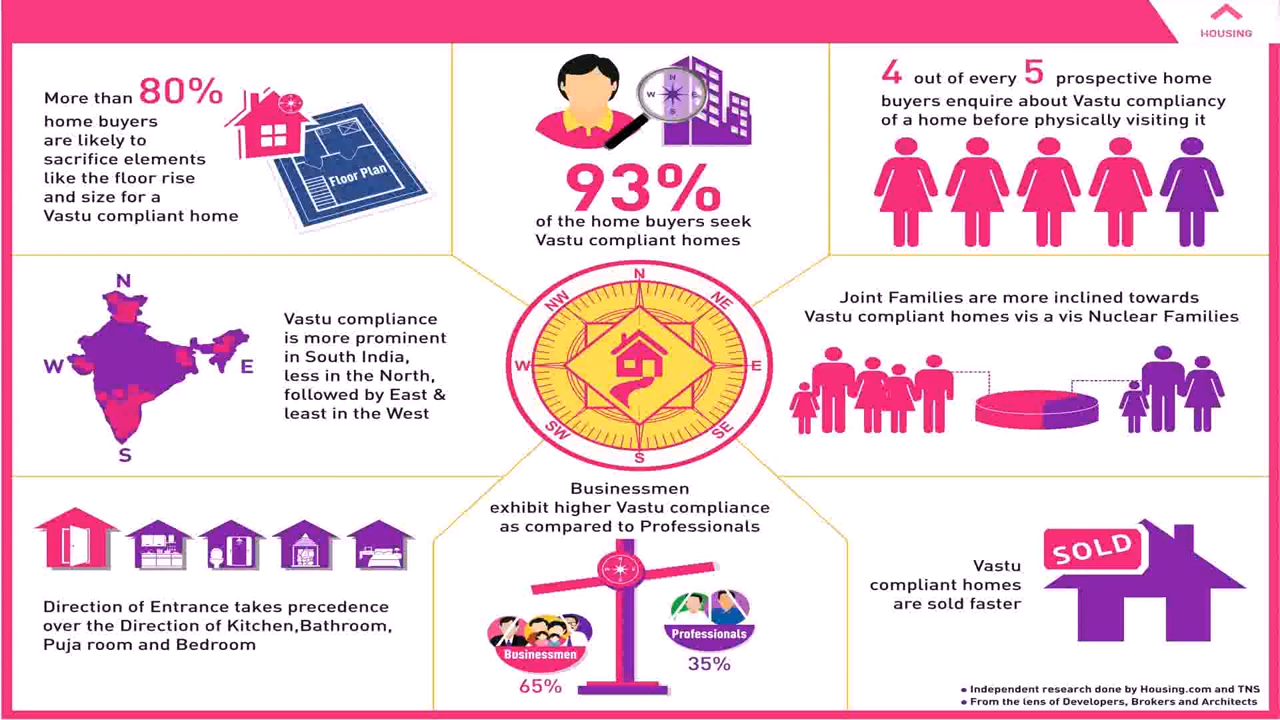 HOUSING
More than 80%
home buyers
are likely to
sacrifice elements
like the floor rise
and size for a
Vastu compliant home
Floor Plan
N
W E
S
93%
of the home buyers seek
Vastu compliant homes
4 out of every 5 prospective home
buyers enquire about Vastu compliancy
of a home before physically visiting it
N
W E
S
Vastu compliance
is more prominent
in South India,
less in the North,
followed by East &
least in the West
N
NW NE
W E
SW SE
S
Joint Families are more inclined towards
Vastu compliant homes vis a vis Nuclear Families
Direction of Entrance takes precedence
over the Direction of Kitchen,Bathroom,
Puja room and Bedroom
Businessmen
exhibit higher Vastu compliance
as compared to Professionals
Businessmen
65%
Professionals
35%
Vastu
compliant homes
are sold faster
SOLD
• Independent research done by Housing.com and TNS
• From the lens of Developers, Brokers and Architects